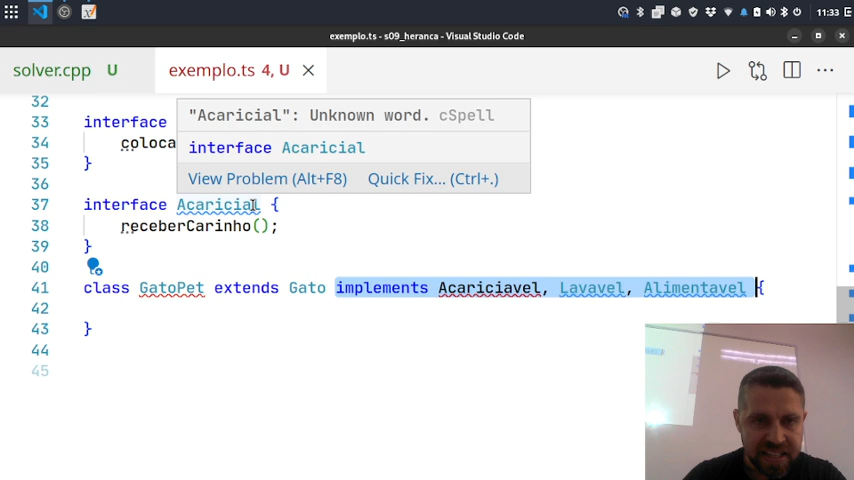 11:33
exemplo.ts - s09_heranca - Visual Studio Code
solver.cpp U exemplo.ts 4, U
32
33 interface
34 coloca
35 }
"Acaricial": Unknown word. cSpell
interface Acaricial
View Problem (Alt+F8) Quick Fix... (Ctrl+.)
36
37 interface Acaricial {
38 receberCarinho();
39 }
40
41 class GatoPet extends Gato implements Acariciavel, Lavavel, Alimentavel {
42
43 }
44
45